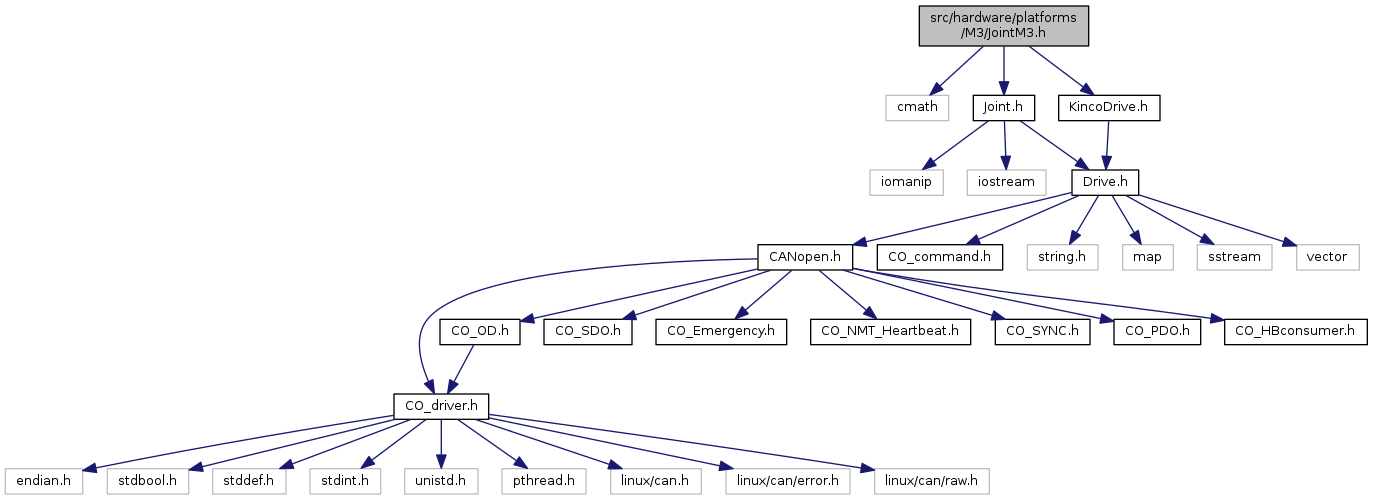 src/hardware/platforms
/M3/JointM3.h
cmath
Joint.h
KincoDrive.h
iomanip
iostream
Drive.h
CANopen.h
CO_command.h
string.h
map
sstream
vector
CO_OD.h
CO_SDO.h
CO_Emergency.h
CO_NMT_Heartbeat.h
CO_SYNC.h
CO_PDO.h
CO_HBconsumer.h
CO_driver.h
endian.h
stdbool.h
stddef.h
stdint.h
unistd.h
pthread.h
linux/can.h
linux/can/error.h
linux/can/raw.h